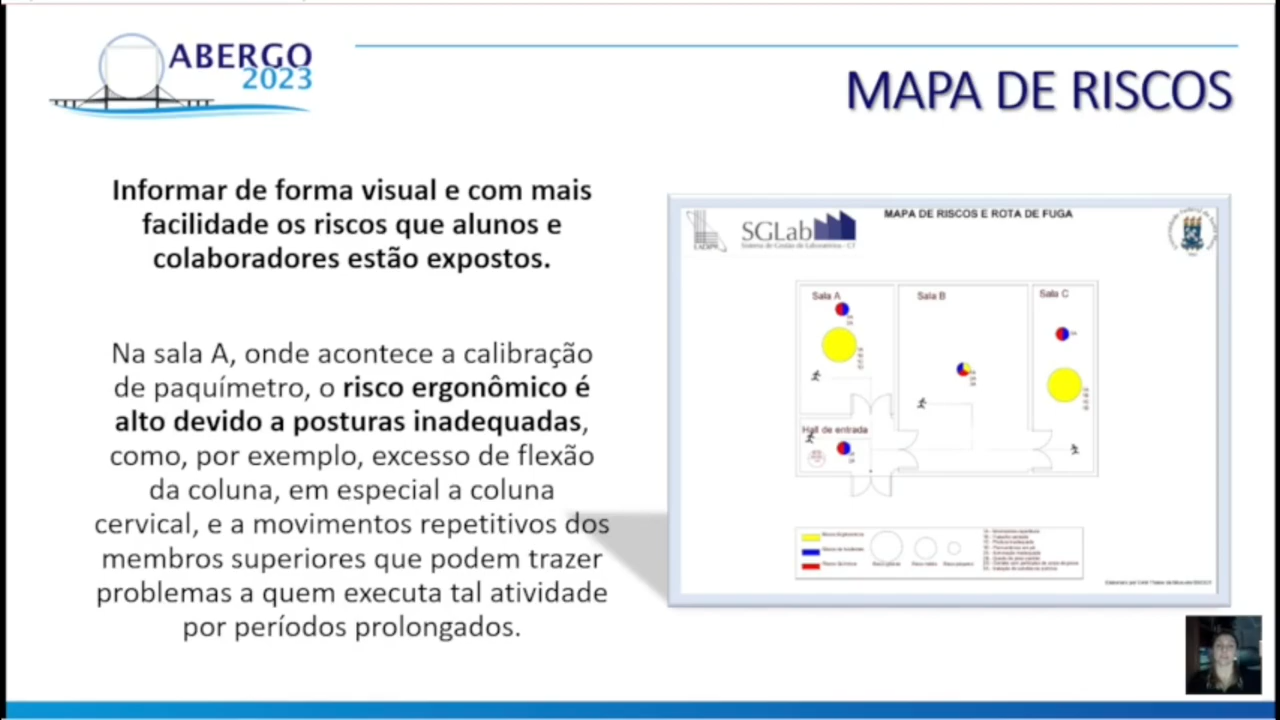 ABERGO
2023
MAPA DE RISCOS
Informar de forma visual e com mais
facilidade os riscos que alunos e
colaboradores estão expostos.
Na sala A, onde acontece a calibração
de paquímetro, o risco ergonômico é
alto devido a posturas inadequadas,
como, por exemplo, excesso de flexão
da coluna, em especial a coluna
cervical, e a movimentos repetitivos dos
membros superiores que podem trazer
problemas a quem executa tal atividade
por períodos prolongados.
MAPA DE RISCOS E ROTA DE FUGA
SGLab
Sala A
Sala B
Sala C
Hall de entrada